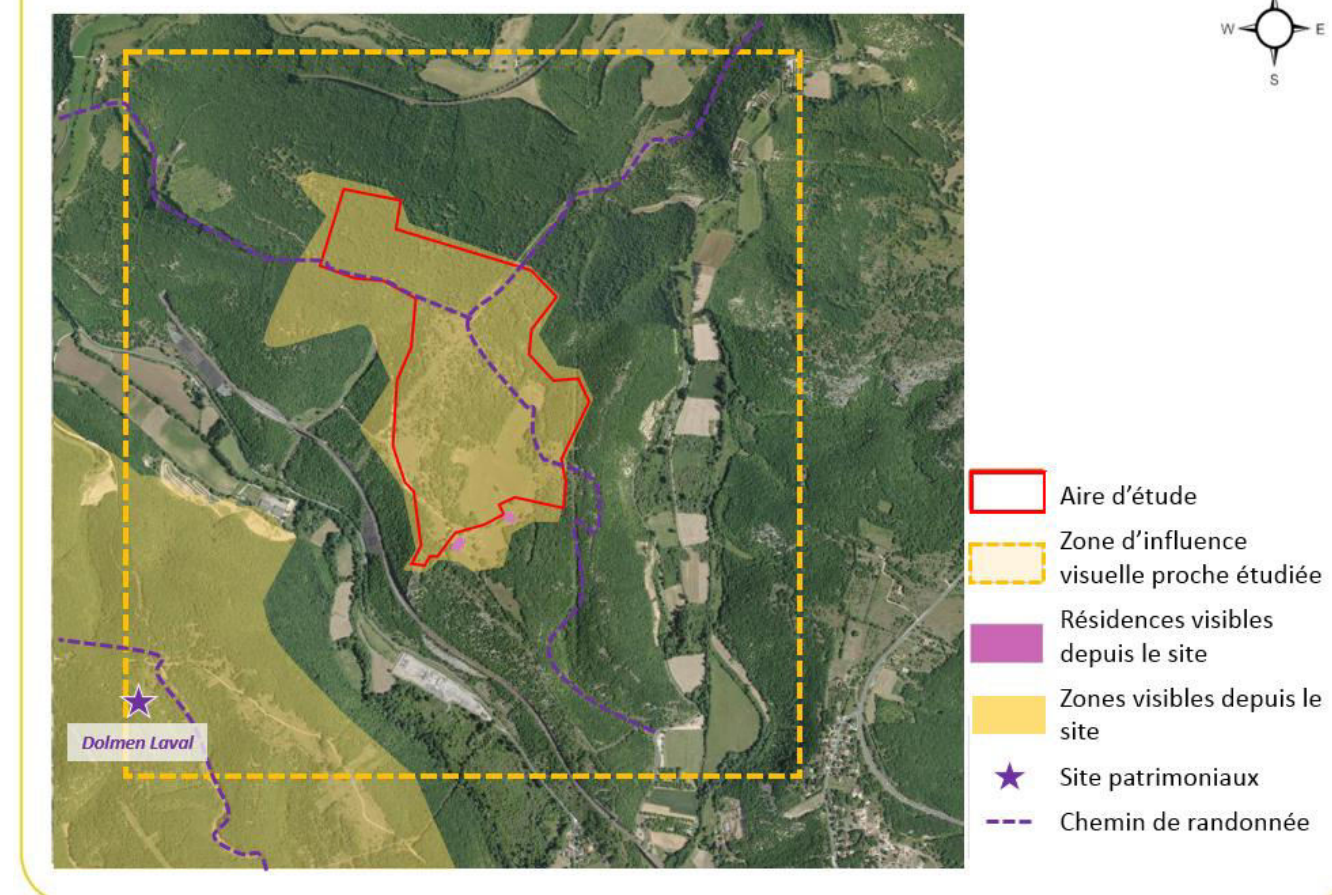 W
E
S
Dolmen Laval
Aire d'étude
Zone d'influence
visuelle proche étudiée
Résidences visibles
depuis le site
Zones visibles depuis le
site
Site patrimoniaux
Chemin de randonnée